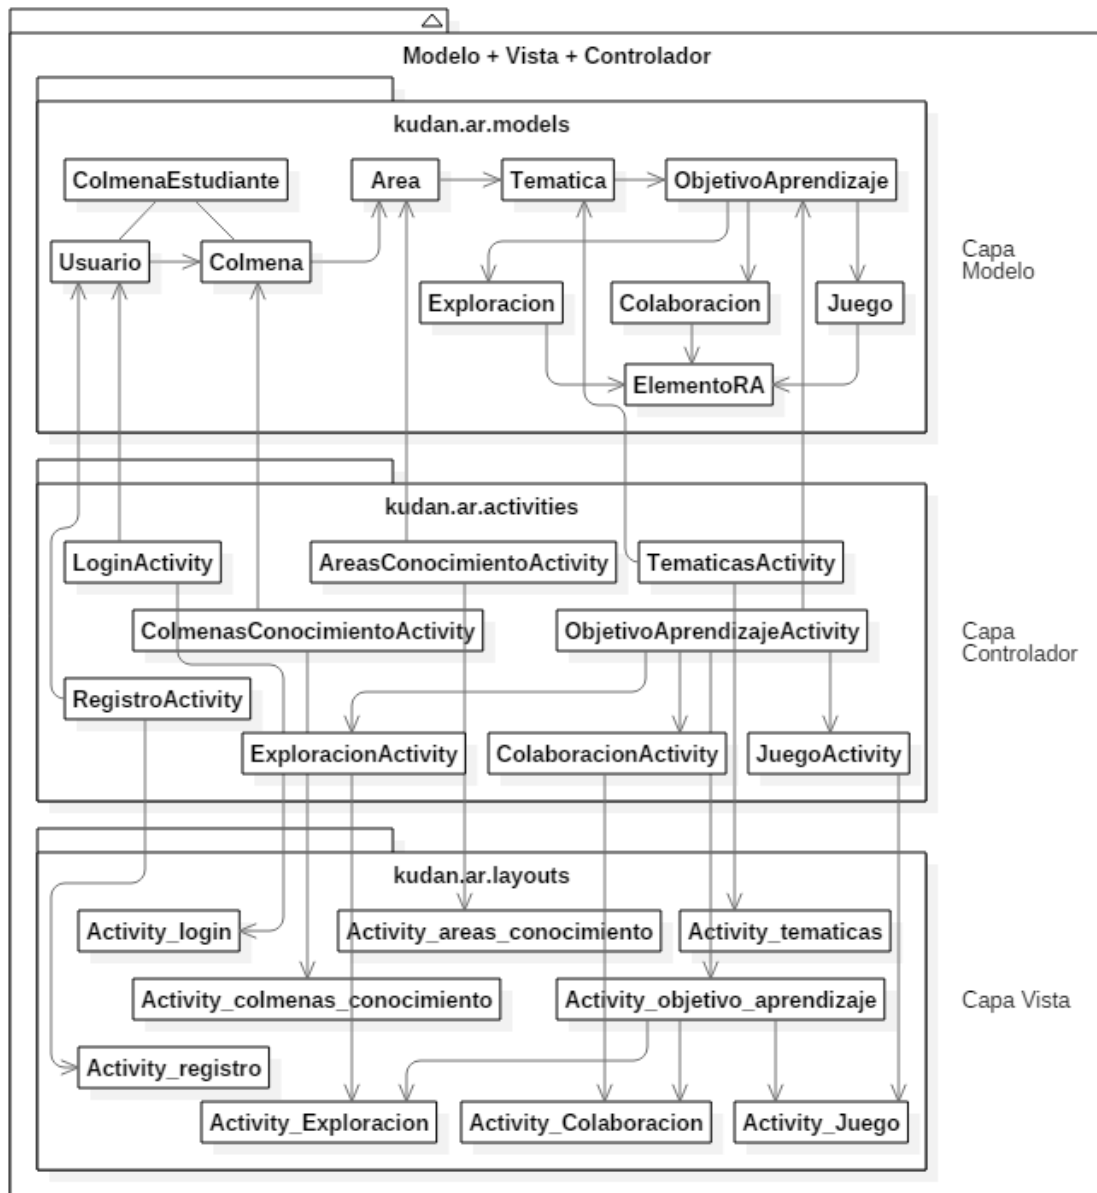 Modelo + Vista + Controlador
kudan.ar.models
ColmenaEstudiante
Area
Tematica
ObjetivoAprendizaje
Usuario
Colmena
Capa
Modelo
Exploracion
Colaboracion
Juego
ElementoRA
kudan.ar.activities
LoginActivity
AreasConocimientoActivity
TematicasActivity
ColmenasConocimientoActivity
ObjetivoAprendizajeActivity
Capa
Controlador
RegistroActivity
ExploracionActivity
ColaboracionActivity
JuegoActivity
kudan.ar.layouts
Activity_login
Activity_areas_conocimiento
Activity_tematicas
Activity_colmenas_conocimiento
Activity_objetivo_aprendizaje
Capa Vista
Activity_registro
Activity_Exploracion
Activity_Colaboracion
Activity_Juego